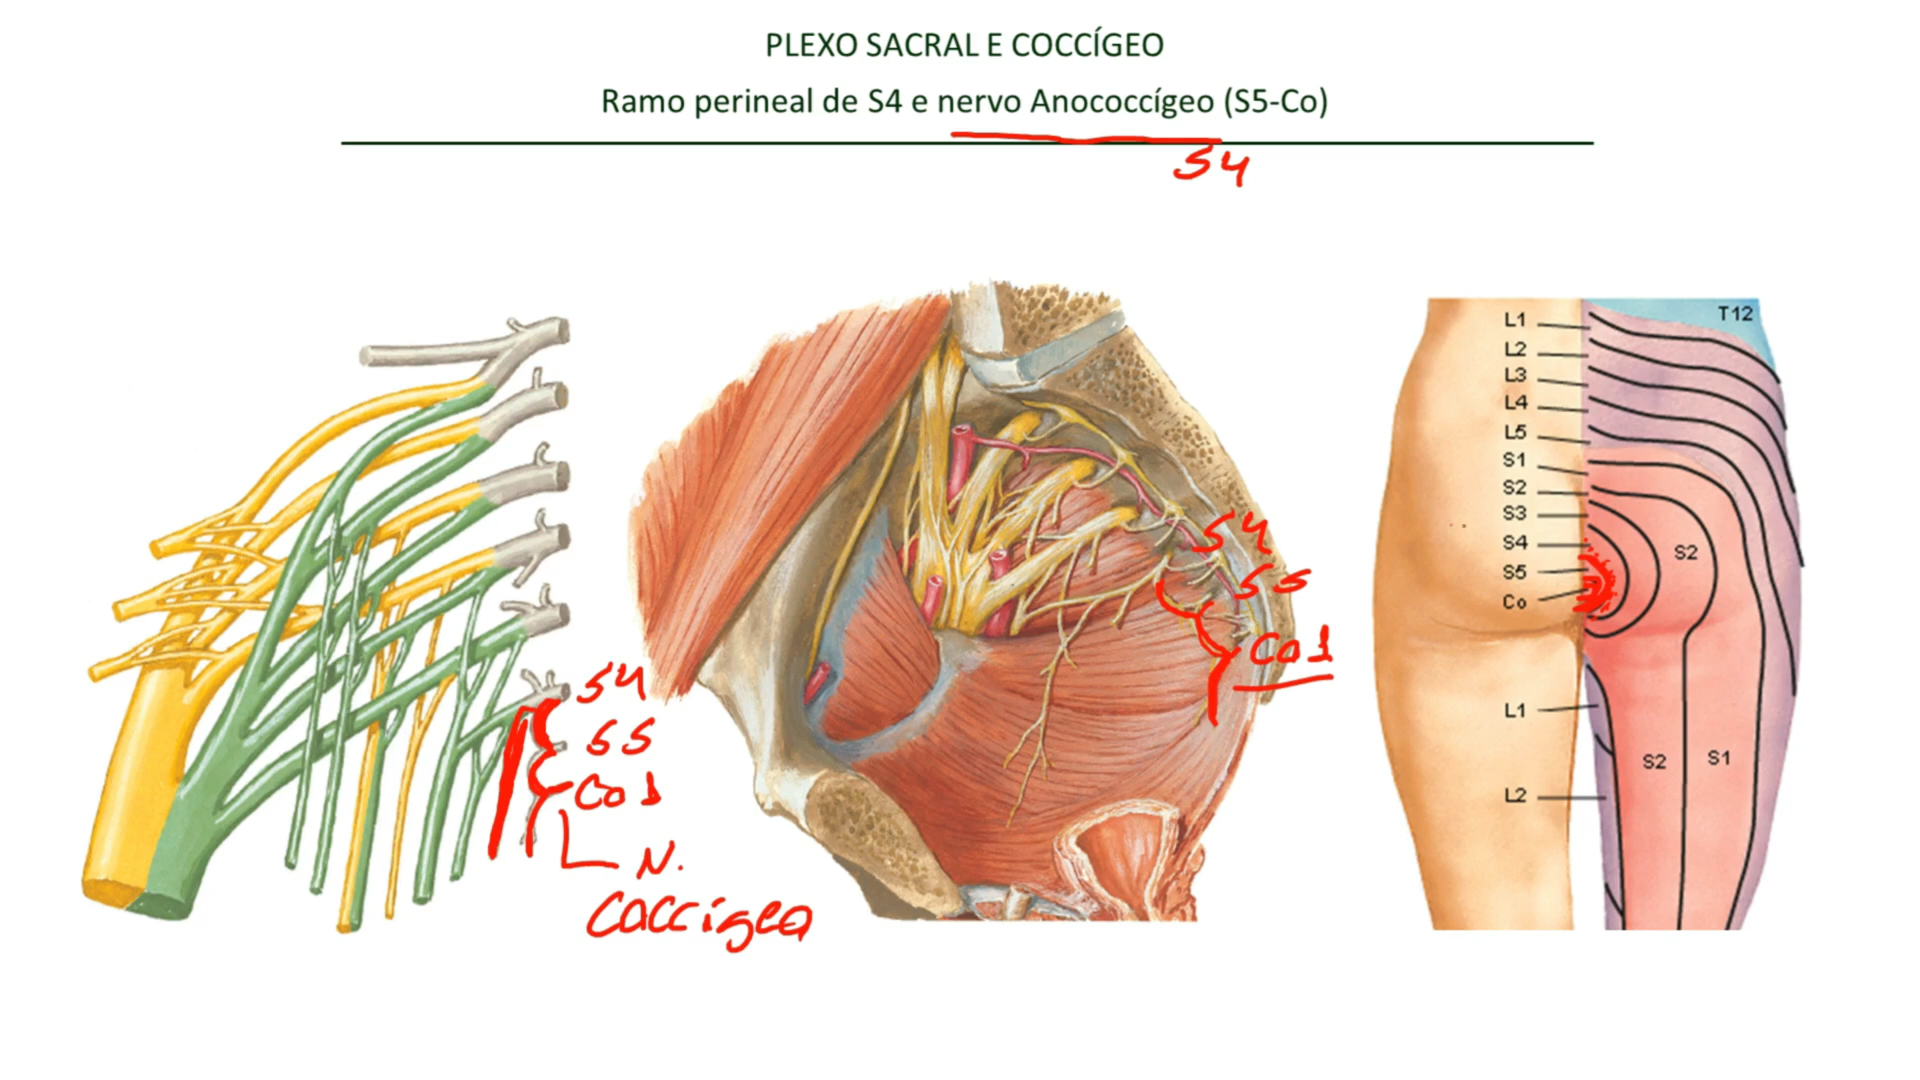 PLEXO SACRAL E COCCÍGEO
Ramo perineal de S4 e nervo Anococcígeo (S5-Co)
S4
S4
S5
Co1
N.
Coccígeo
S4
S5
Co1
T12
L1
L2
L3
L4
L5
S1
S2
S3
S4
S5
Co
S2
L1
L2
S2
S1